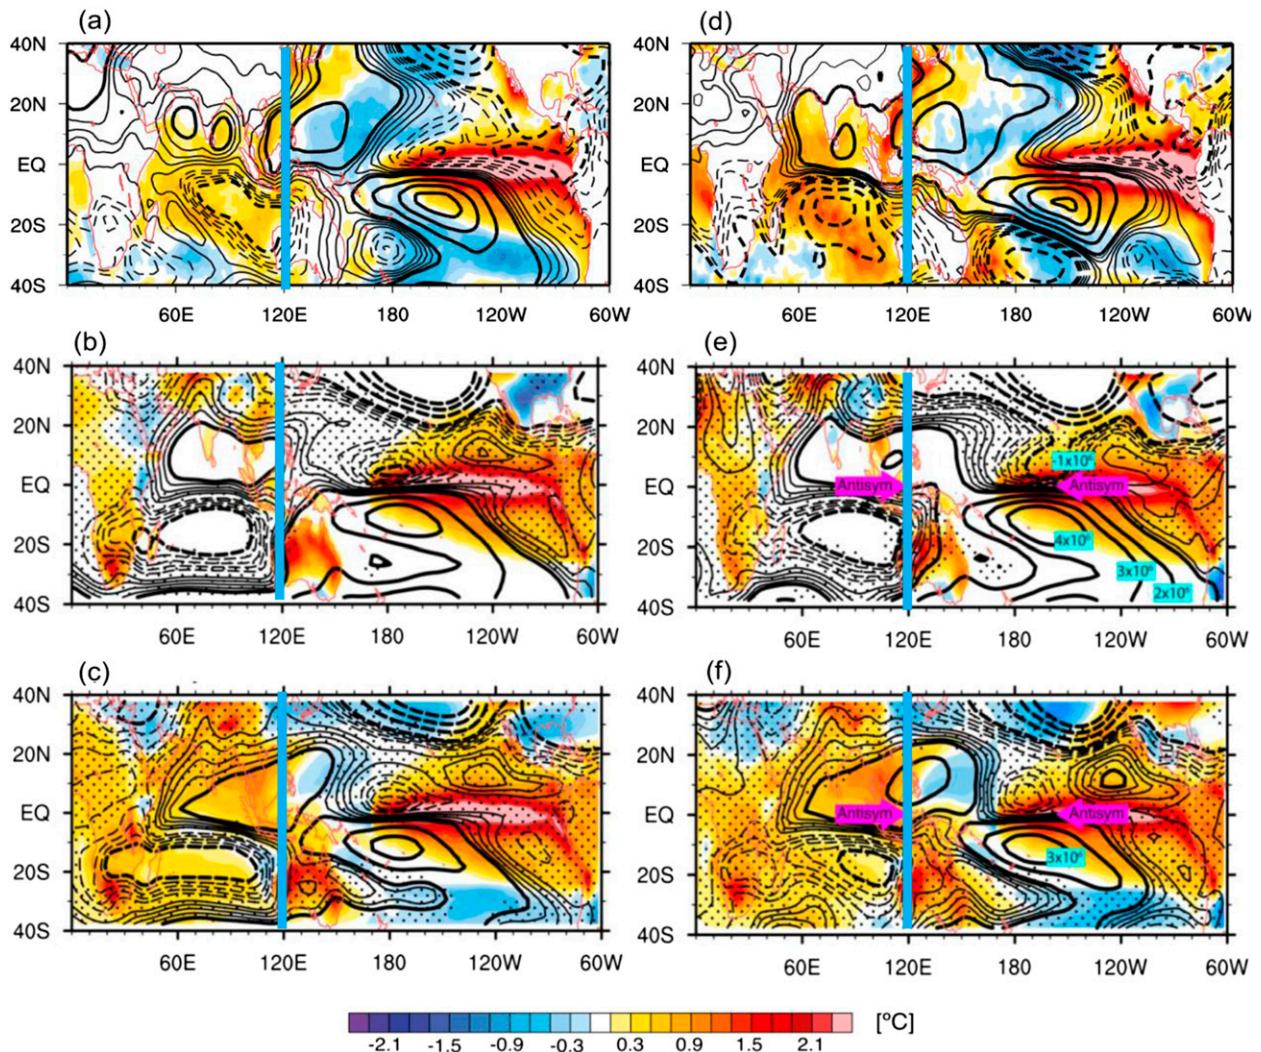 (a)
40N
20N
EQ
20S
40S
60E 120E 180 120W 60W
(d)
40N
20N
EQ
20S
40S
60E 120E 180 120W 60W
(b)
40N
20N
EQ
20S
40S
60E 120E 180 120W 60W
(e)
40N
20N
EQ
20S
40S
-1x10⁶
Antisym Antisym
4x10⁶
3x10⁶
2x10⁶
60E 120E 180 120W 60W
(c)
40N
20N
EQ
20S
40S
60E 120E 180 120W 60W
(f)
40N
20N
EQ
20S
40S
Antisym Antisym
3x10⁶
60E 120E 180 120W 60W
-2.1 -1.5 -0.9 -0.3 0.3 0.9 1.5 2.1
[ºC]